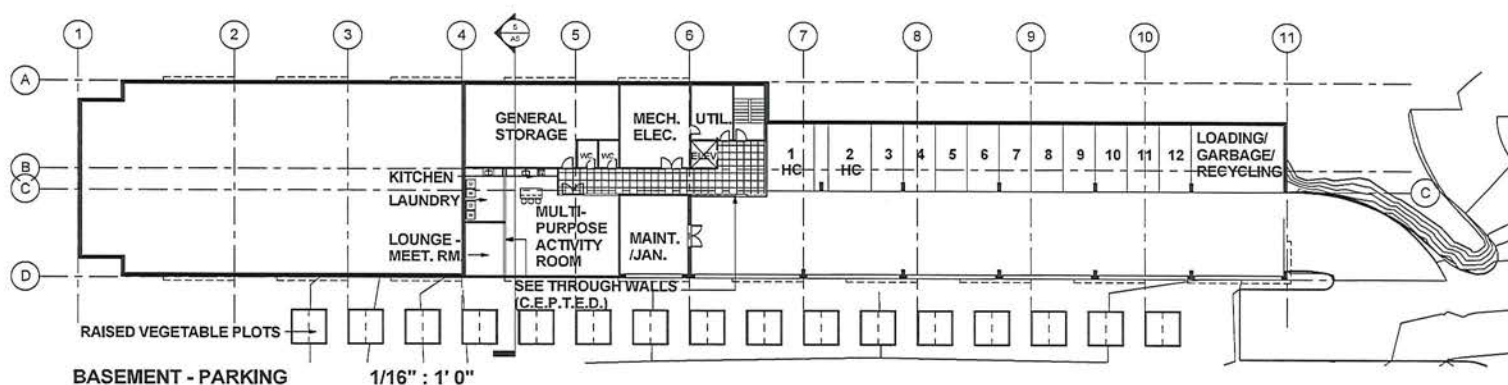 1 2 3 4 5 6 7 8 9 10 11
5
A5
A
GENERAL STORAGE
MECH. ELEC.
UTIL.
WC WC
ELEV
B
C
KITCHEN
LAUNDRY
LOUNGE - MEET. RM.
MULTI-
PURPOSE
ACTIVITY
ROOM
MAINT.
/JAN.
1
HC
2
HC
3 4 5 6 7 8 9 10 11 12
LOADING/
GARBAGE/
RECYCLING
C
D
SEE THROUGH WALLS
(C.E.P.T.E.D.)
RAISED VEGETABLE PLOTS
BASEMENT - PARKING 1/16" : 1' 0"